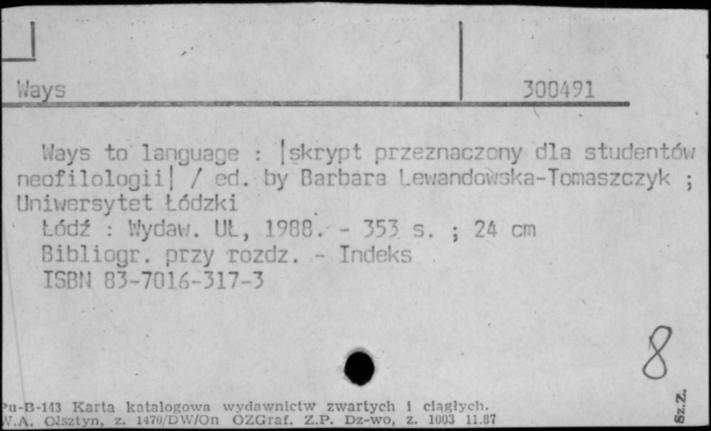 Ways 300491
Ways to language : |skrypt przeznaczony dla studentów
neofilologii| / ed. by Barbara Lewandowska-Tomaszczyk ;
Uniwersytet Łódzki
Łódź : Wydaw. UŁ, 1988. - 353 s. ; 24 cm
Bibliogr. przy rozdz. - Indeks
ISBN 83-7016-317-3
8
Pu-B-143 Karta katalogowa wydawnictw zwartych i ciągłych.
W.A. Olsztyn, z. 1470/DW/On OZGraf. Z.P. Dz-wo, z. 1003 11.87
Sz.Z.